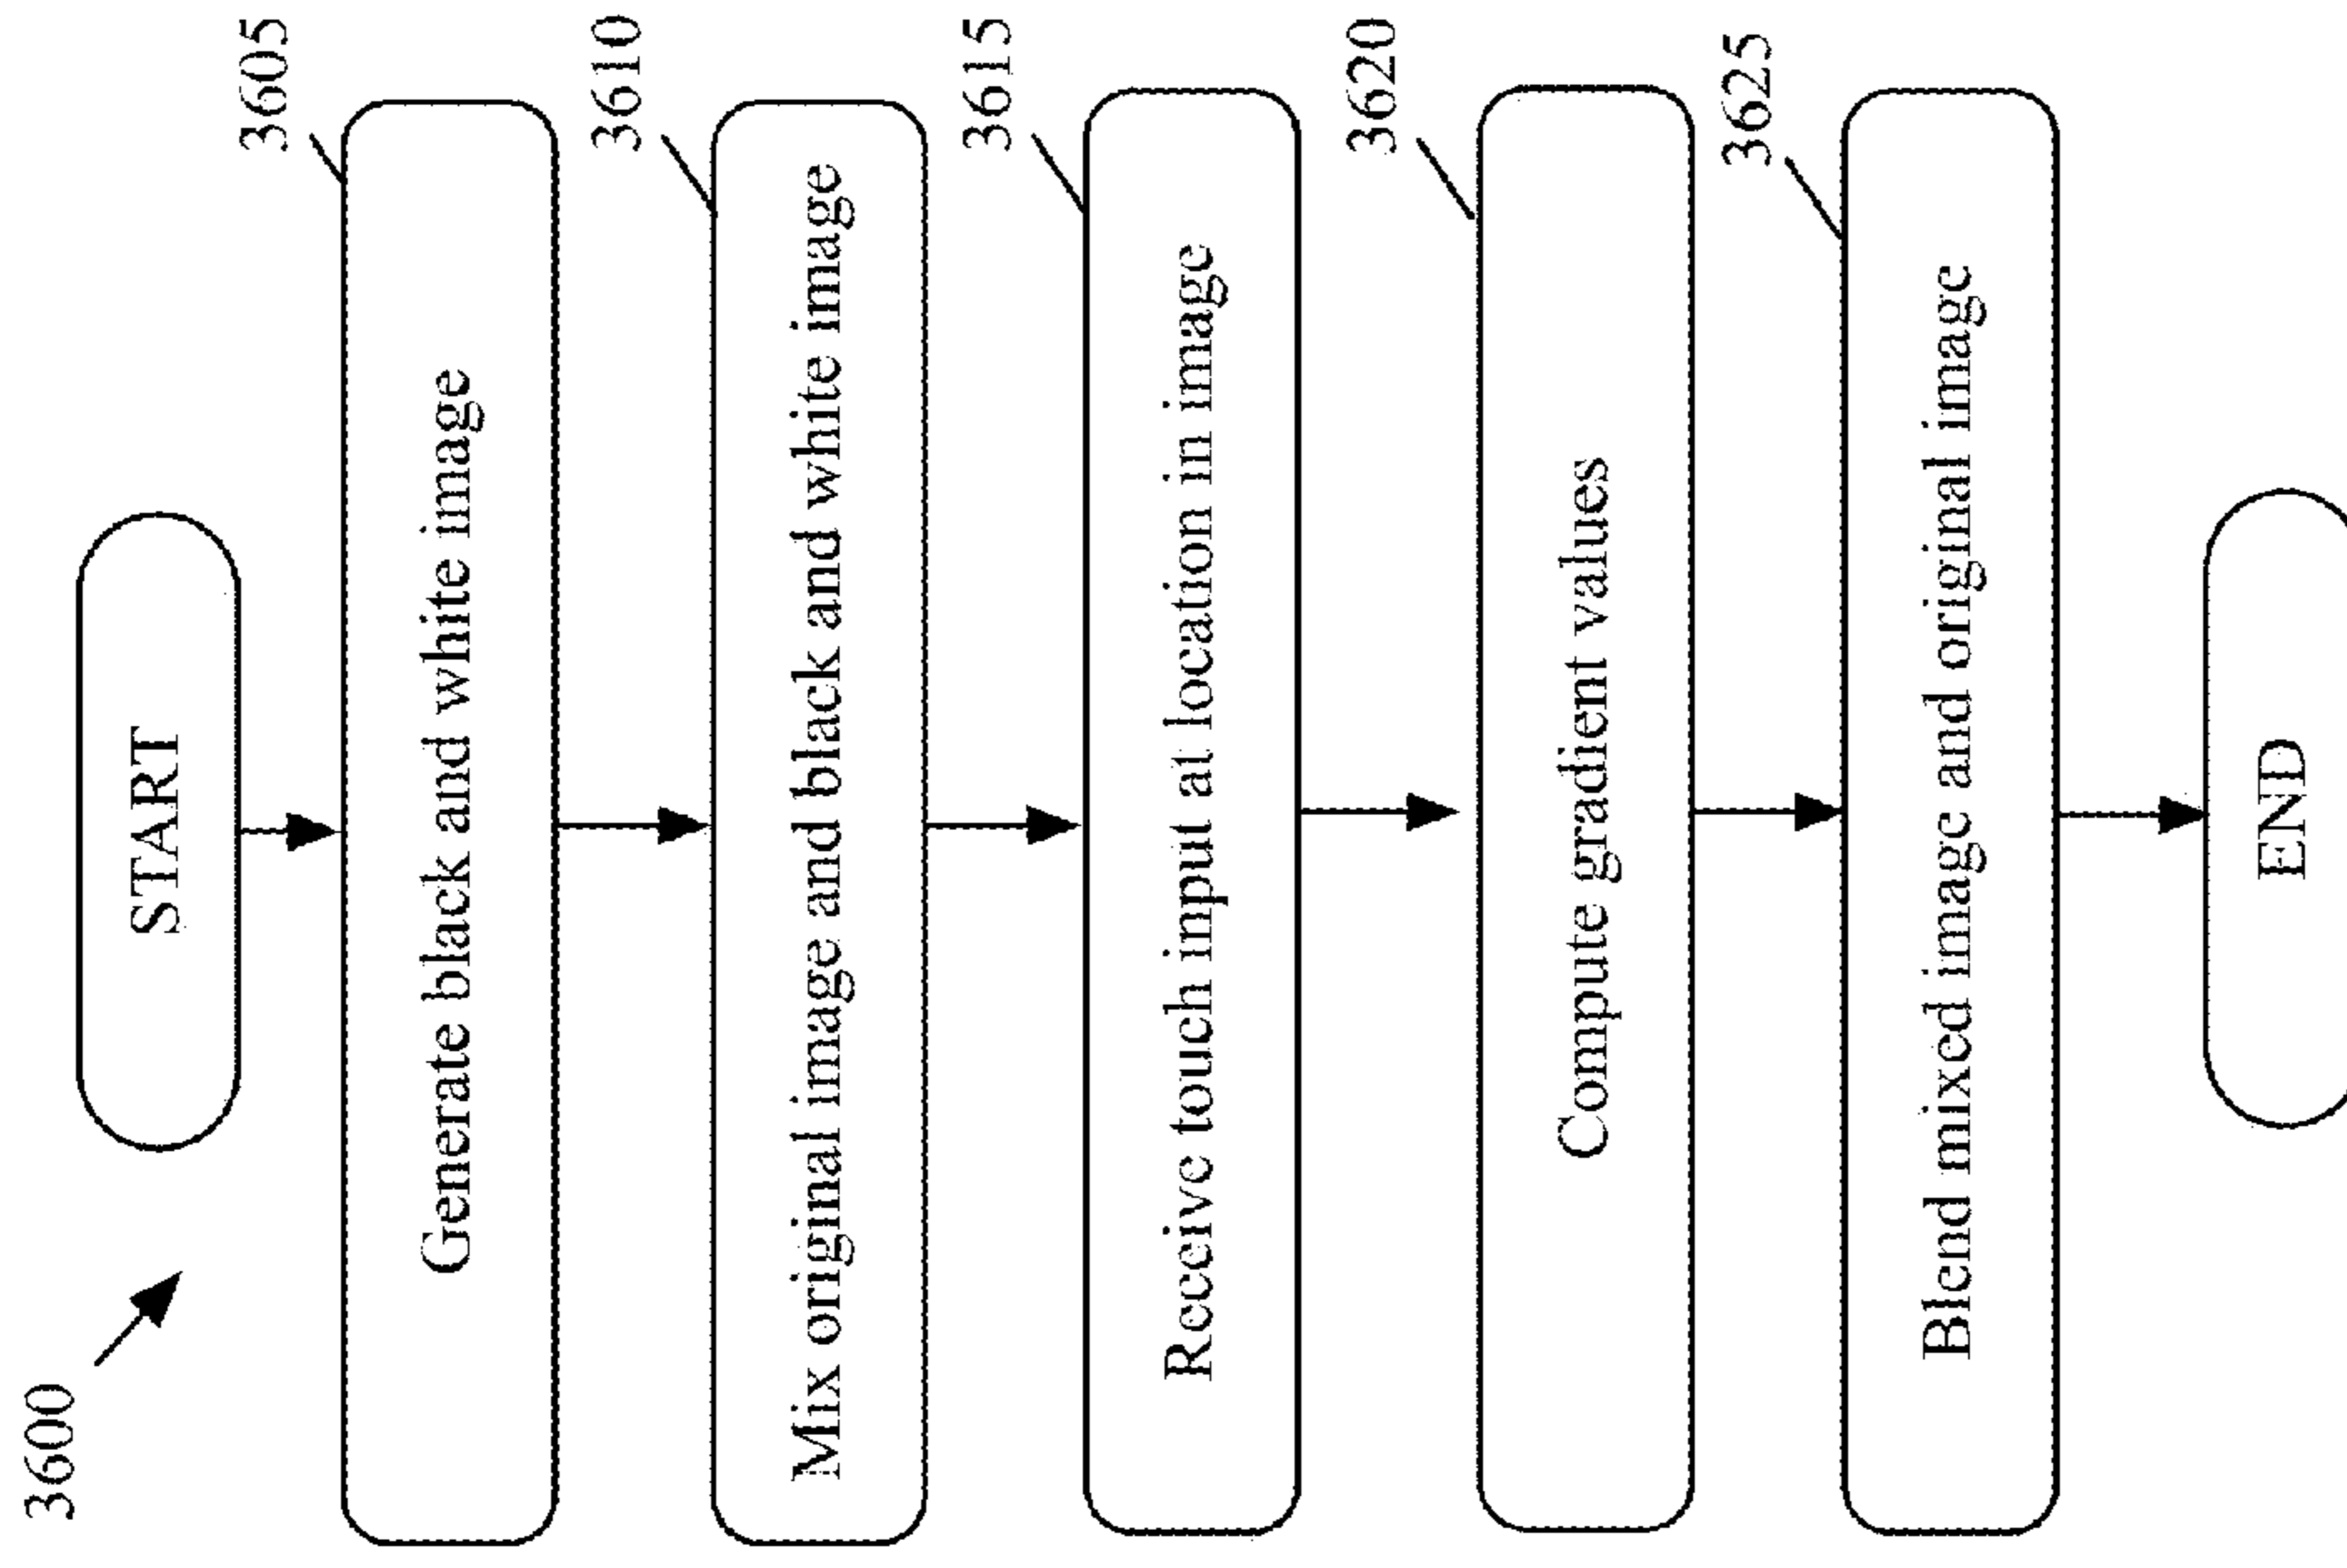 3600
START
3605
Generate black and white image
3610
Mix original image and black and white image
3615
Receive touch input at location in image
3620
Compute gradient values
3625
Blend mixed image and original image
END